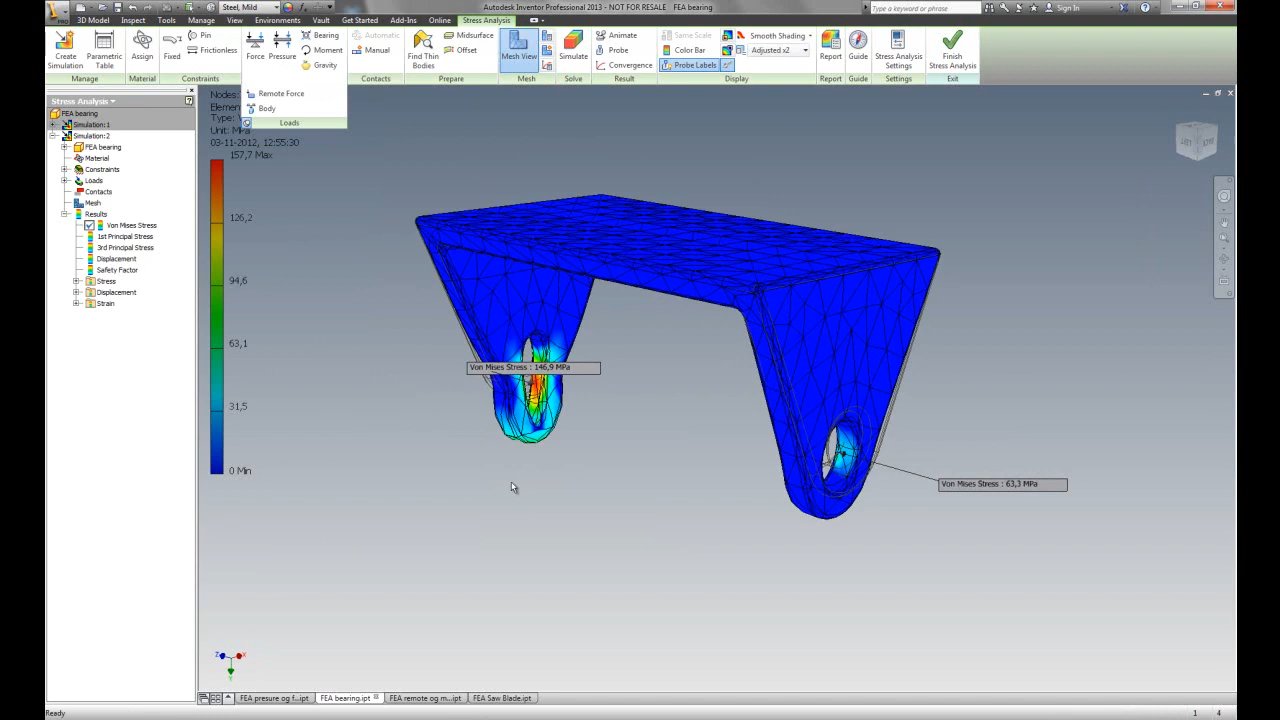 Steel, Mild
Autodesk Inventor Professional 2013 - NOT FOR RESALE FEA bearing
Type a keyword or phrase
Sign In
PRO
3D Model
Inspect
Tools
Manage
View
Environments
Vault
Get Started
Add-Ins
Online
Stress Analysis
Create Simulation
Parametric Table
Manage
Assign
Material
Fixed
Pin
Frictionless
Constraints
Force
Pressure
Bearing
Moment
Gravity
Remote Force
Body
Loads
Automatic
Manual
Contacts
Find Thin Bodies
Midsurface
Offset
Prepare
Mesh View
Mesh
Simulate
Solve
Animate
Probe
Convergence
Result
Same Scale
Color Bar
Probe Labels
Smooth Shading
Adjusted x2
Display
Report
Report
Guide
Guide
Stress Analysis Settings
Settings
Finish Stress Analysis
Exit
Stress Analysis
FEA bearing
Simulation:1
Simulation:2
FEA bearing
Material
Constraints
Loads
Contacts
Mesh
Results
Von Mises Stress
1st Principal Stress
3rd Principal Stress
Displacement
Safety Factor
Stress
Displacement
Strain
Nodes:
Unit: MPa
03-11-2012, 12:55:30
157,7 Max
126,2
94,6
63,1
31,5
0 Min
Von Mises Stress : 146,9 MPa
Von Mises Stress : 63,3 MPa
Z
X
Y
FEA presure og f...ipt
FEA bearing.ipt
FEA remote og m...ipt
FEA Saw Blade.ipt
Ready
1
4